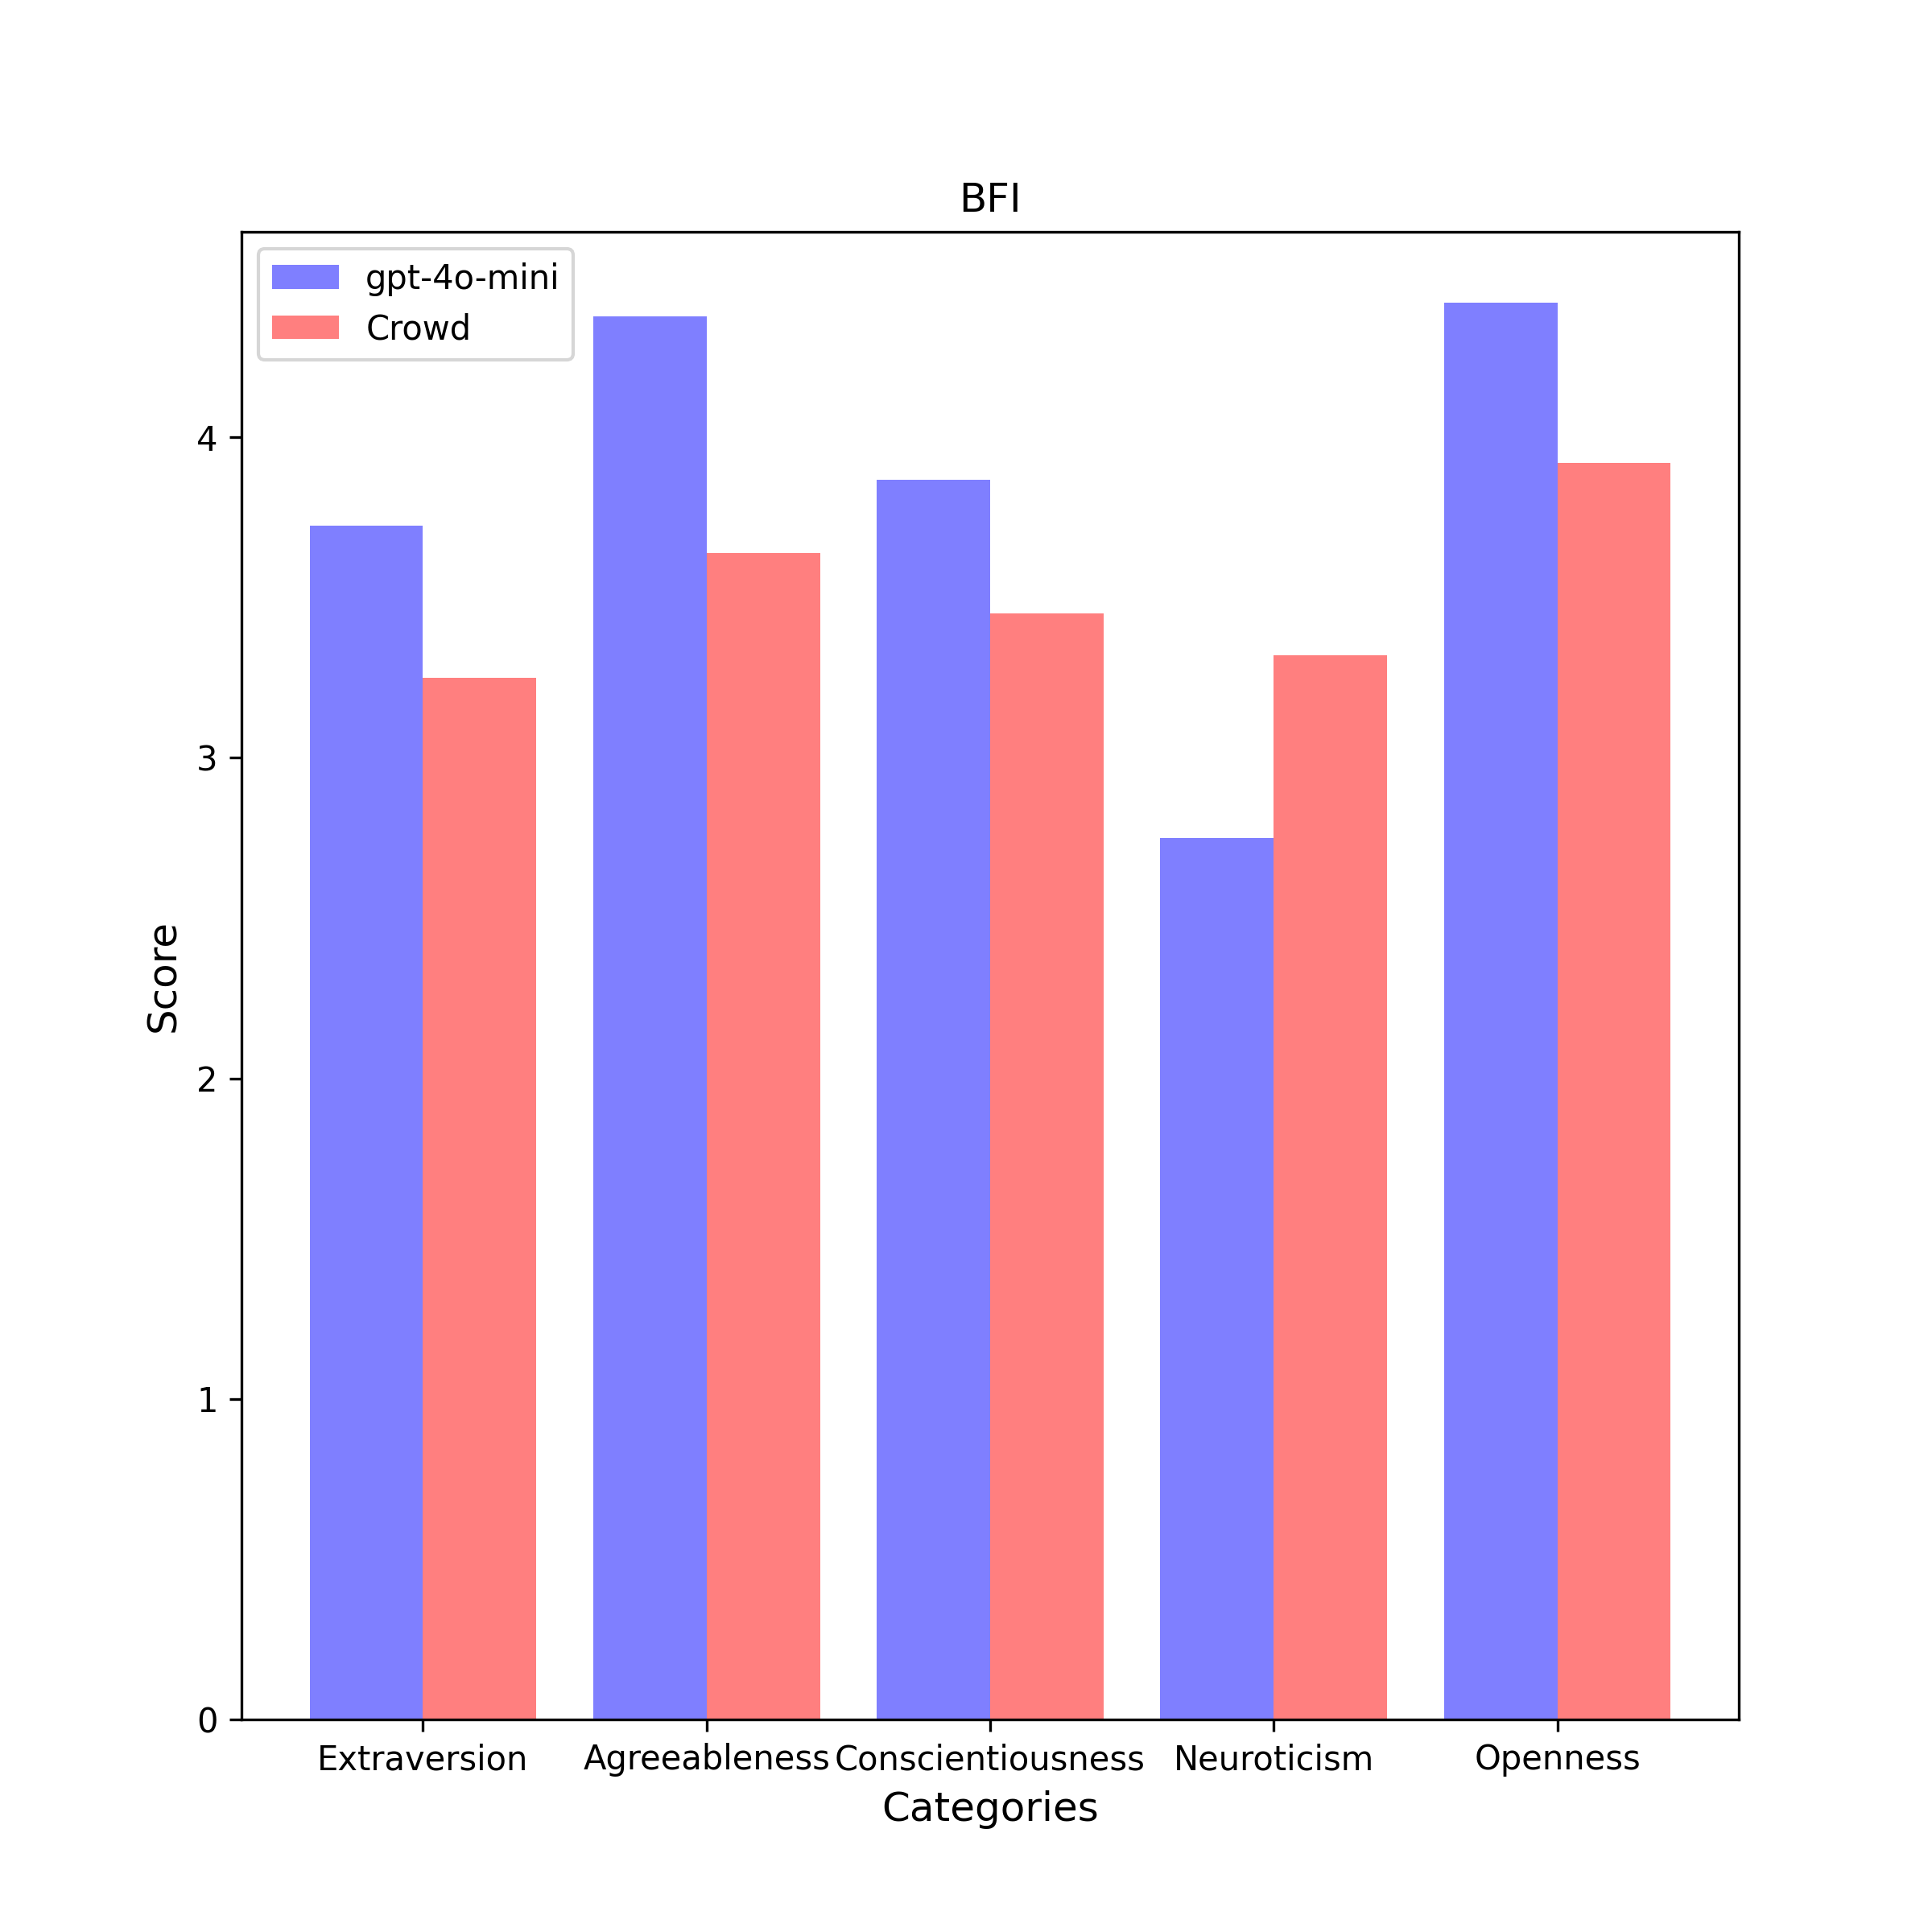 BFI
gpt-4o-mini
Crowd
4
3
2
1
0
Score
Extraversion Agreeableness Conscientiousness Neuroticism Openness
Categories